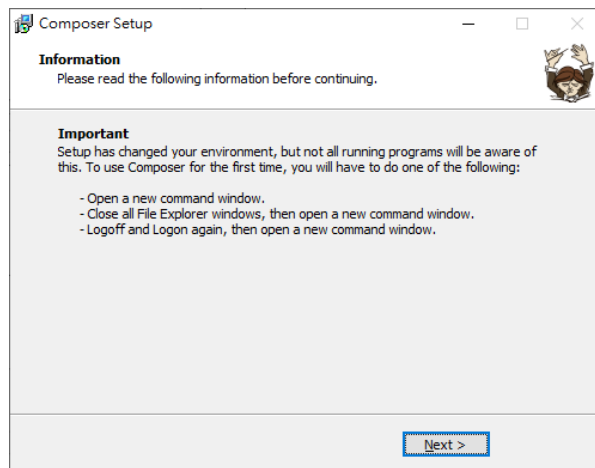 Composer Setup
Information
Please read the following information before continuing.
Important
Setup has changed your environment, but not all running programs will be aware of
this. To use Composer for the first time, you will have to do one of the following:
- Open a new command window.
- Close all File Explorer windows, then open a new command window.
- Logoff and Logon again, then open a new command window.
Next >